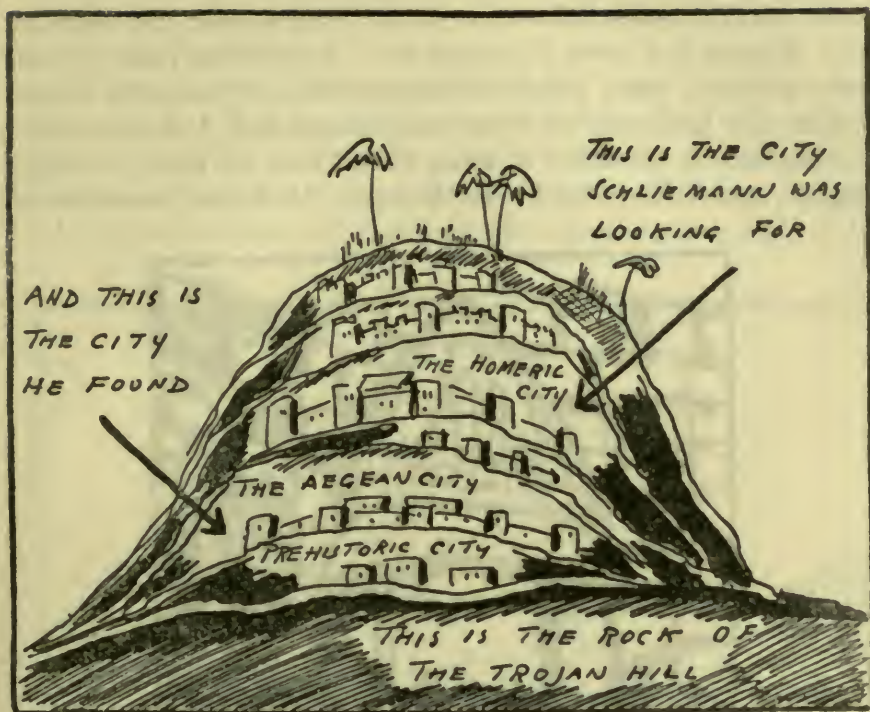 THIS IS THE CITY
SCHLIEMANN WAS
LOOKING FOR
AND THIS IS
THE CITY
HE FOUND
THE HOMERIC
CITY
THE AEGEAN CITY
PREHISTORIC CITY
THIS IS THE ROCK OF
THE TROJAN HILL